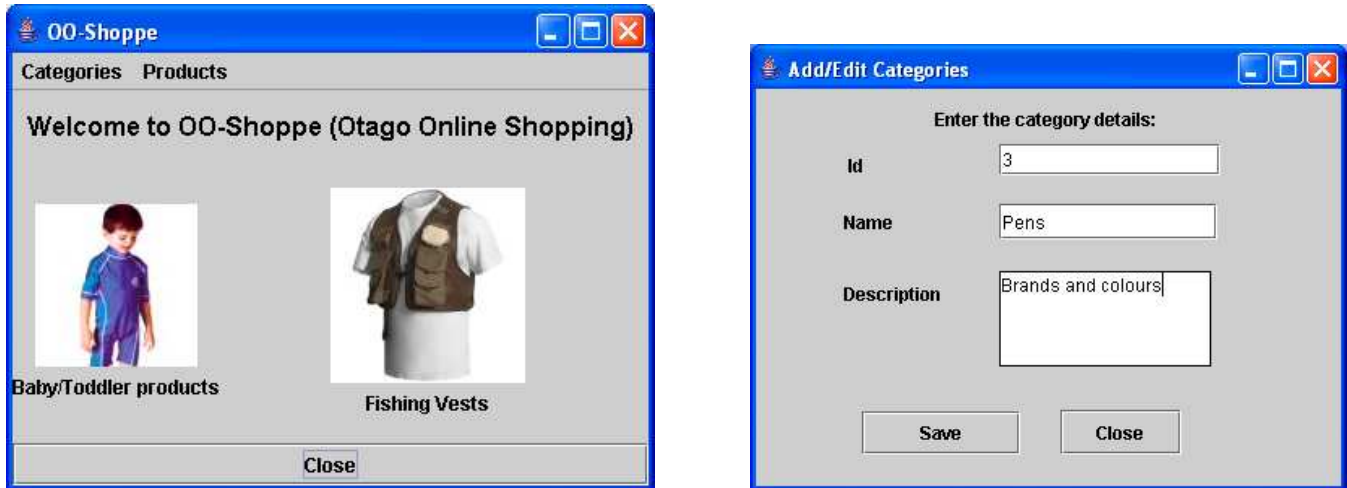 OO-Shoppe
Categories Products
Welcome to OO-Shoppe (Otago Online Shopping)
Baby/Toddler products
Fishing Vests
Close
Add/Edit Categories
Enter the category details:
Id 3
Name Pens
Description Brands and colours
Save Close